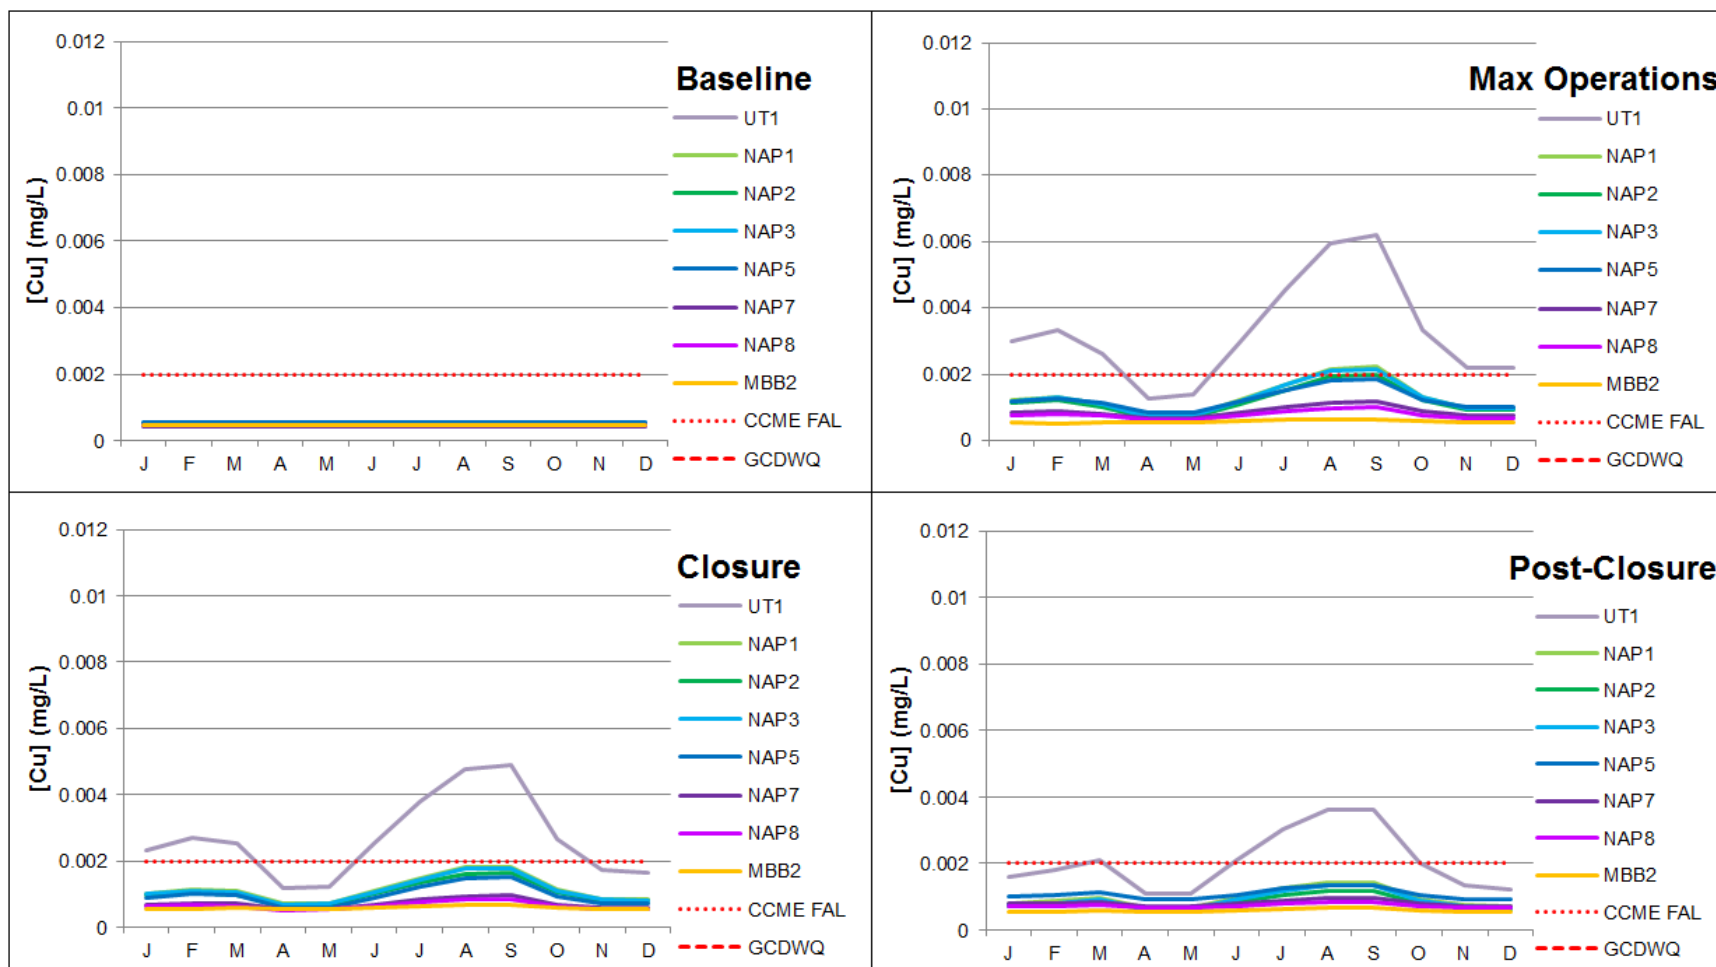 Baseline
[Cu] (mg/L)
0.012
0.01
0.008
0.006
0.004
0.002
0
J F M A M J J A S O N D
UT1
NAP1
NAP2
NAP3
NAP5
NAP7
NAP8
MBB2
CCME FAL
GCDWQ
Max Operations
[Cu] (mg/L)
0.012
0.01
0.008
0.006
0.004
0.002
0
J F M A M J J A S O N D
UT1
NAP1
NAP2
NAP3
NAP5
NAP7
NAP8
MBB2
CCME FAL
GCDWQ
Closure
[Cu] (mg/L)
0.012
0.01
0.008
0.006
0.004
0.002
0
J F M A M J J A S O N D
UT1
NAP1
NAP2
NAP3
NAP5
NAP7
NAP8
MBB2
CCME FAL
GCDWQ
Post-Closure
[Cu] (mg/L)
0.012
0.01
0.008
0.006
0.004
0.002
0
J F M A M J J A S O N D
UT1
NAP1
NAP2
NAP3
NAP5
NAP7
NAP8
MBB2
CCME FAL
GCDWQ